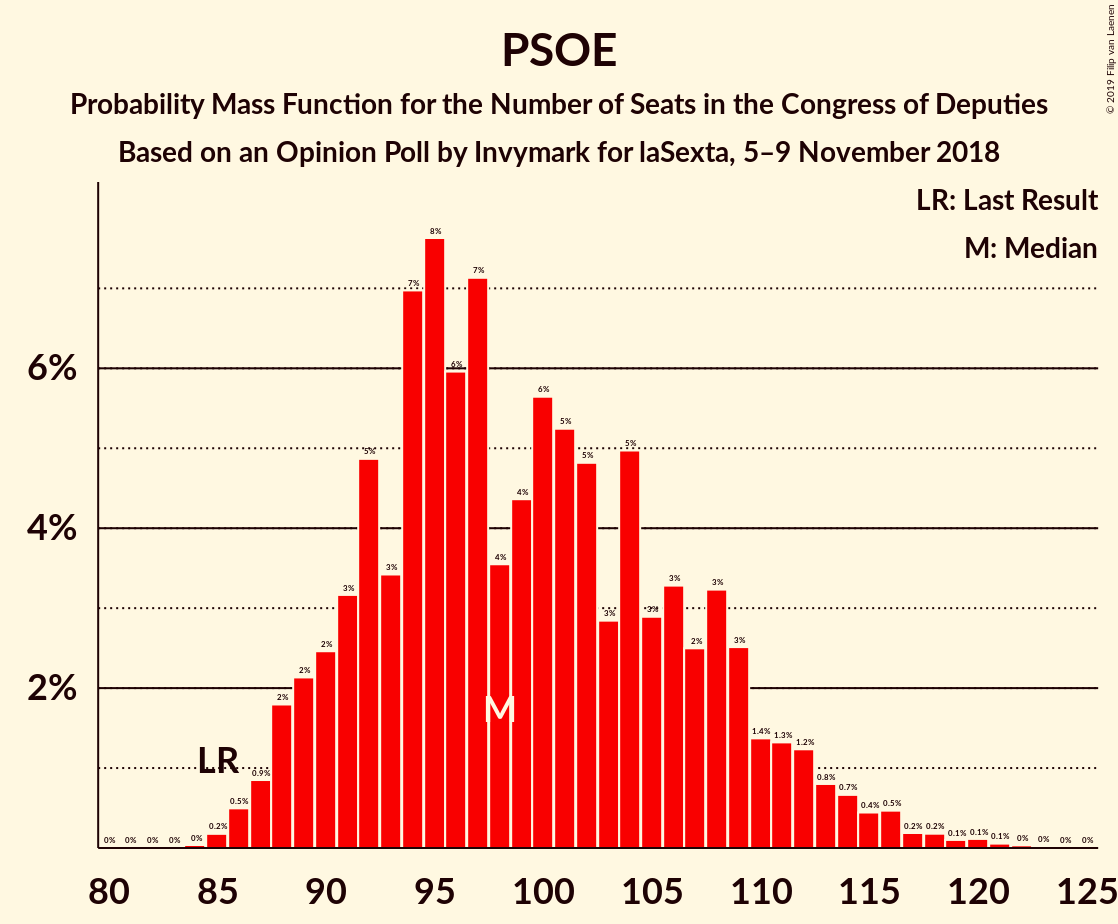 PSOE
Probability Mass Function for the Number of Seats in the Congress of Deputies
Based on an Opinion Poll by Invymark for laSexta, 5–9 November 2018
© 2019 Filip van Laenen
LR: Last Result
M: Median
6%
4%
2%
0% 0% 0% 0% 0% 0.2% 0.5% 0.9% 2% 2% 2% 3% 5% 3% 7% 8% 6% 7% 4% 4% 6% 5% 5% 3% 5% 3% 3% 2% 3% 3% 1.4% 1.3% 1.2% 0.8% 0.7% 0.4% 0.5% 0.2% 0.2% 0.1% 0.1% 0.1% 0% 0% 0% 0%
LR
M
80 85 90 95 100 105 110 115 120 125